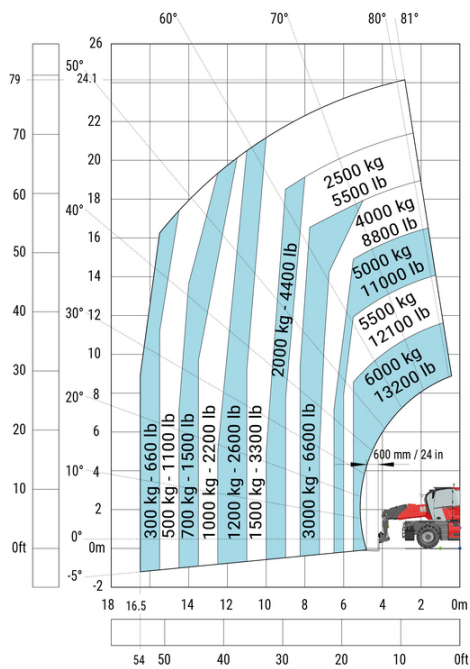 60°
70°
80°
81°
26
50°
79
24.1
70
22
20
60
18
40°
16
50
14
30°
40
12
10
30
8
20°
20
6
10°
4
10
2
0°
0ft
0m
-5°
-2
2500 kg
5500 lb
4000 kg
8800 lb
5000 kg
11000 lb
5500 kg
12100 lb
6000 kg
13200 lb
600 mm / 24 in
300 kg - 660 lb
500 kg - 1100 lb
700 kg - 1500 lb
1000 kg - 2200 lb
1200 kg - 2600 lb
1500 kg - 3300 lb
2000 kg - 4400 lb
3000 kg - 6600 lb
18 16.5 14 12 10 8 6 4 2 0m
54 50 40 30 20 10 0ft